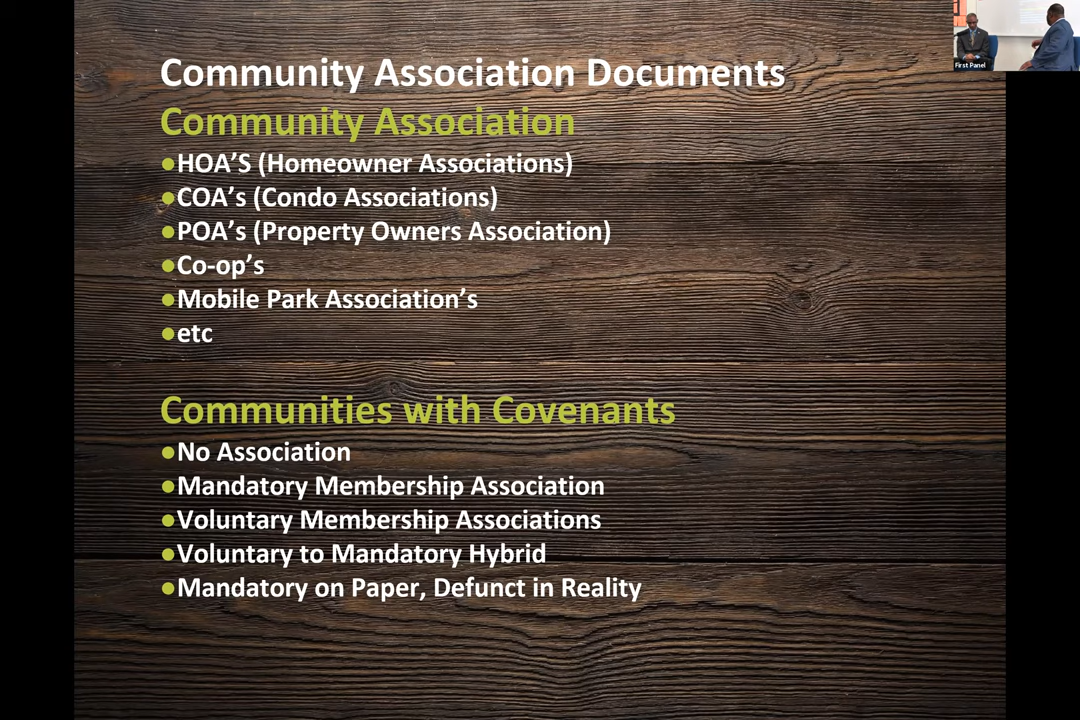 Community Association Documents
Community Association
●HOA’S (Homeowner Associations)
●COA’s (Condo Associations)
●POA’s (Property Owners Association)
●Co-op’s
●Mobile Park Association’s
●etc
Communities with Covenants
●No Association
●Mandatory Membership Association
●Voluntary Membership Associations
●Voluntary to Mandatory Hybrid
●Mandatory on Paper, Defunct in Reality
First Panel